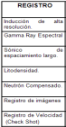 REGISTRO
Inducción de alta
resolución.
Gamma Ray Espectral
Sónico de
espaciamiento largo
Litodensidad.
Neutrón Compensado
Registro de imágenes
Registro de Velocidad
(Check Shot)